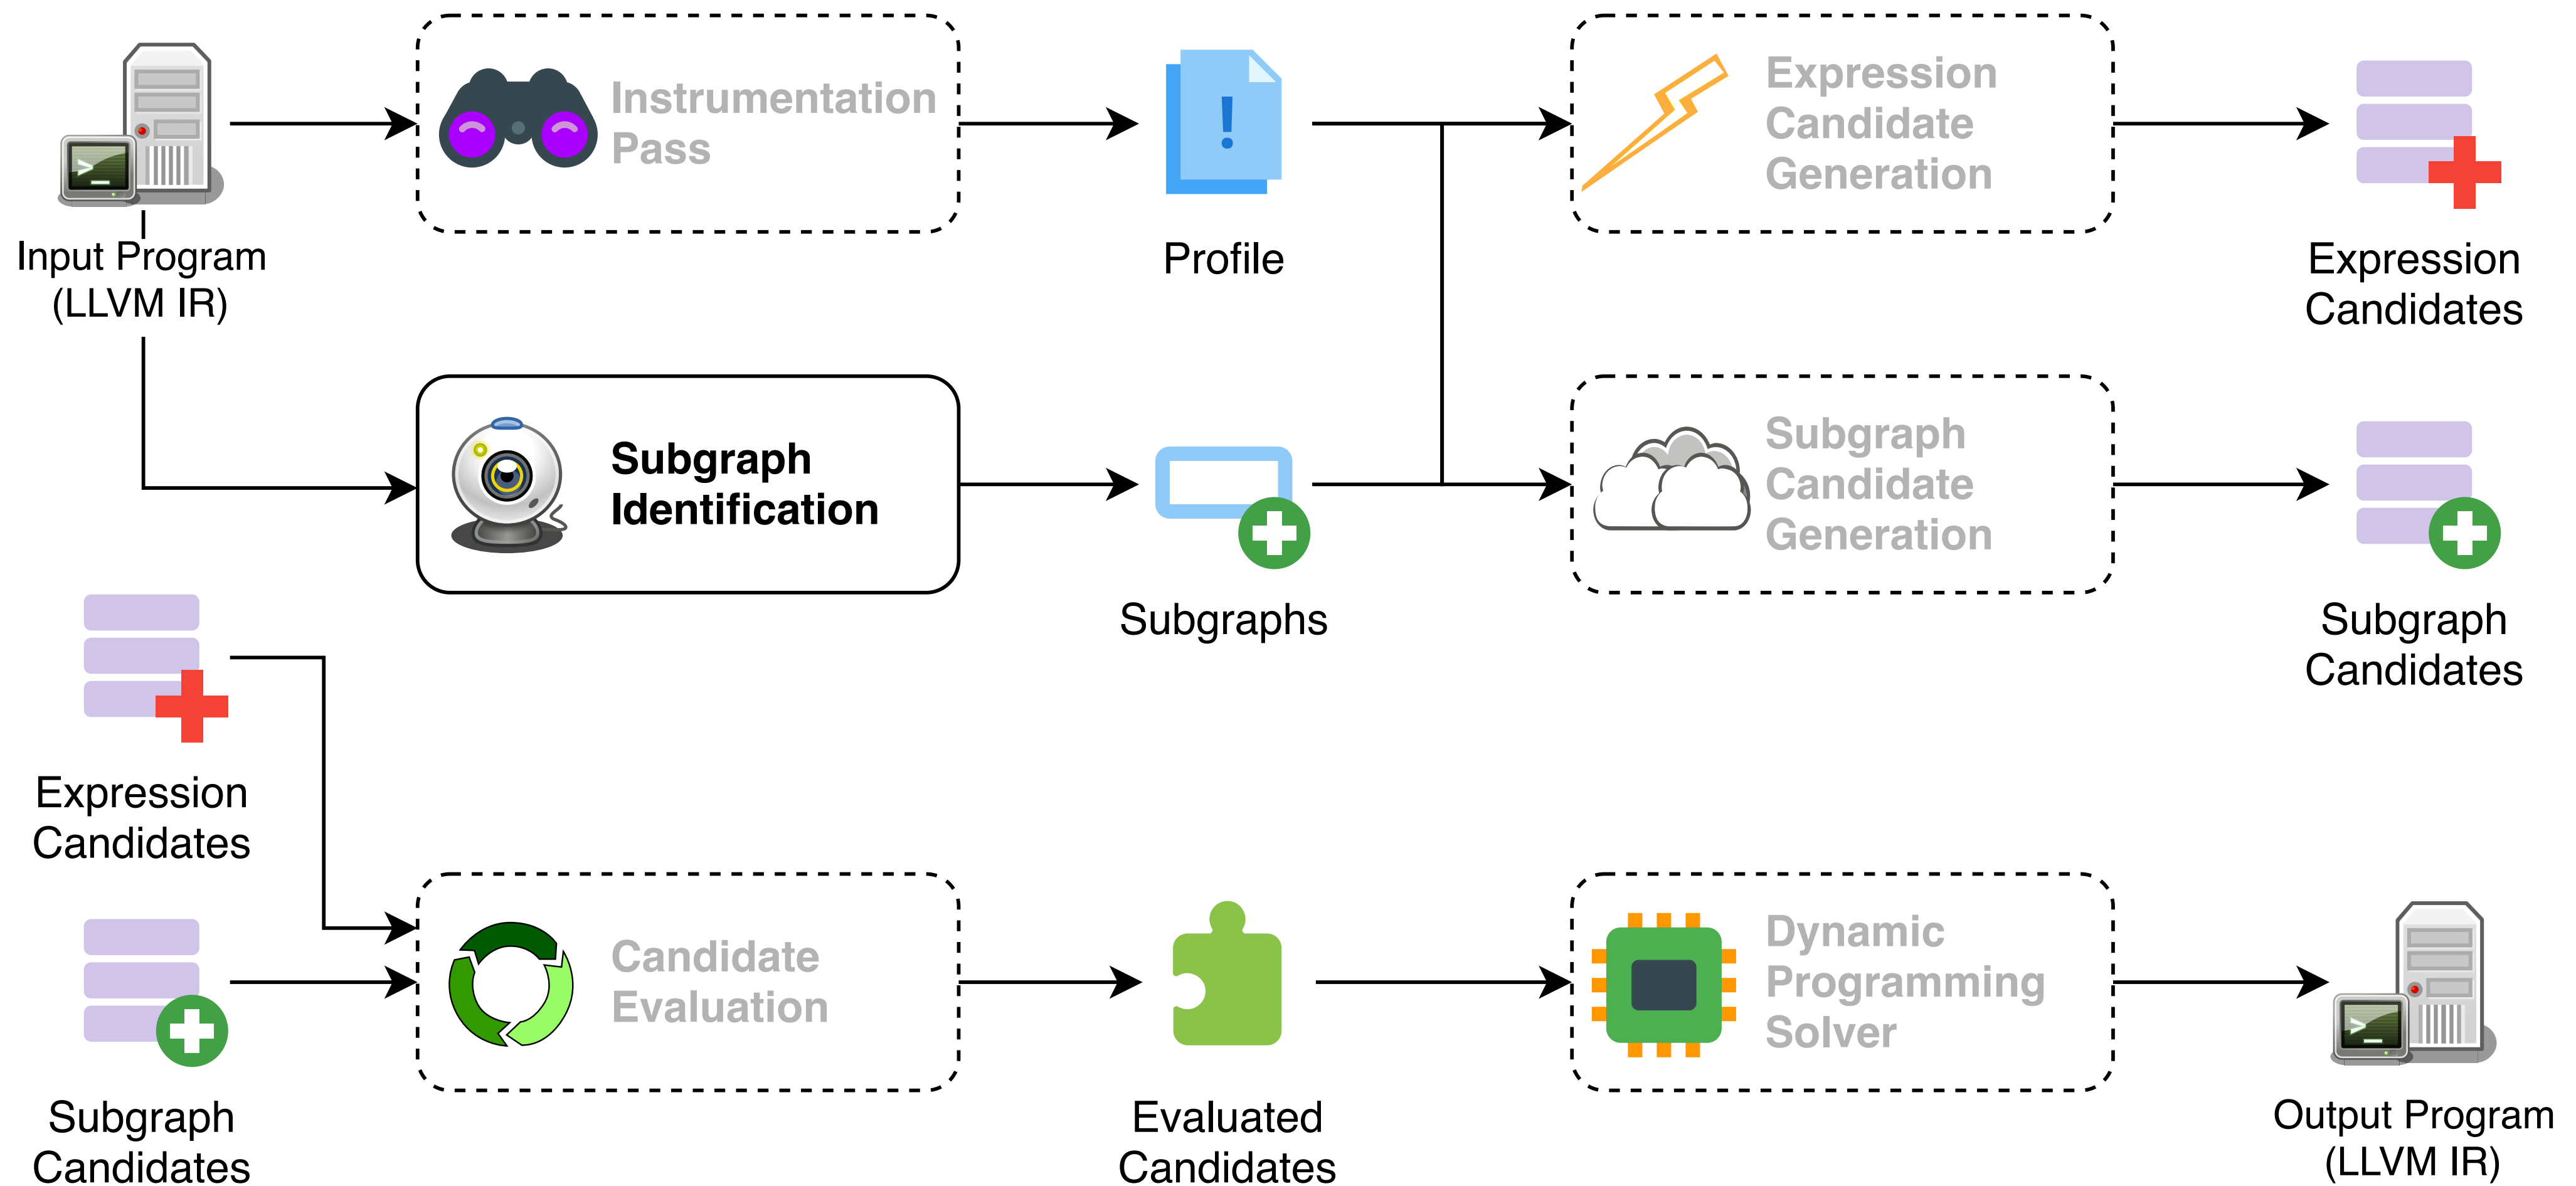 Instrumentation
Pass
Expression
Candidate
Generation
Input Program
(LLVM IR)
Profile
Expression
Candidates
Subgraph
Identification
Subgraph
Candidate
Generation
Subgraphs
Subgraph
Candidates
Expression
Candidates
Candidate
Evaluation
Dynamic
Programming
Solver
Subgraph
Candidates
Evaluated
Candidates
Output Program
(LLVM IR)